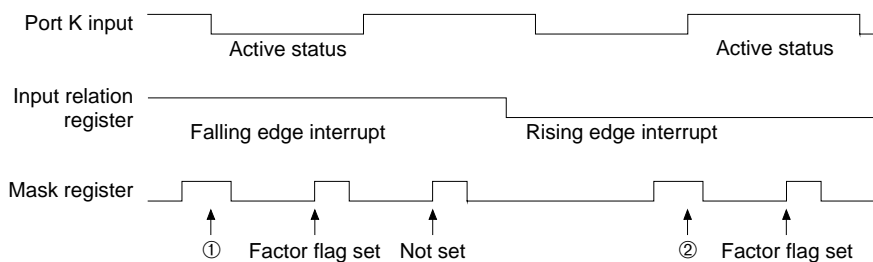 Port K input
Active status
Active status
Input relation
register
Falling edge interrupt
Rising edge interrupt
Mask register
① Factor flag set Not set ② Factor flag set